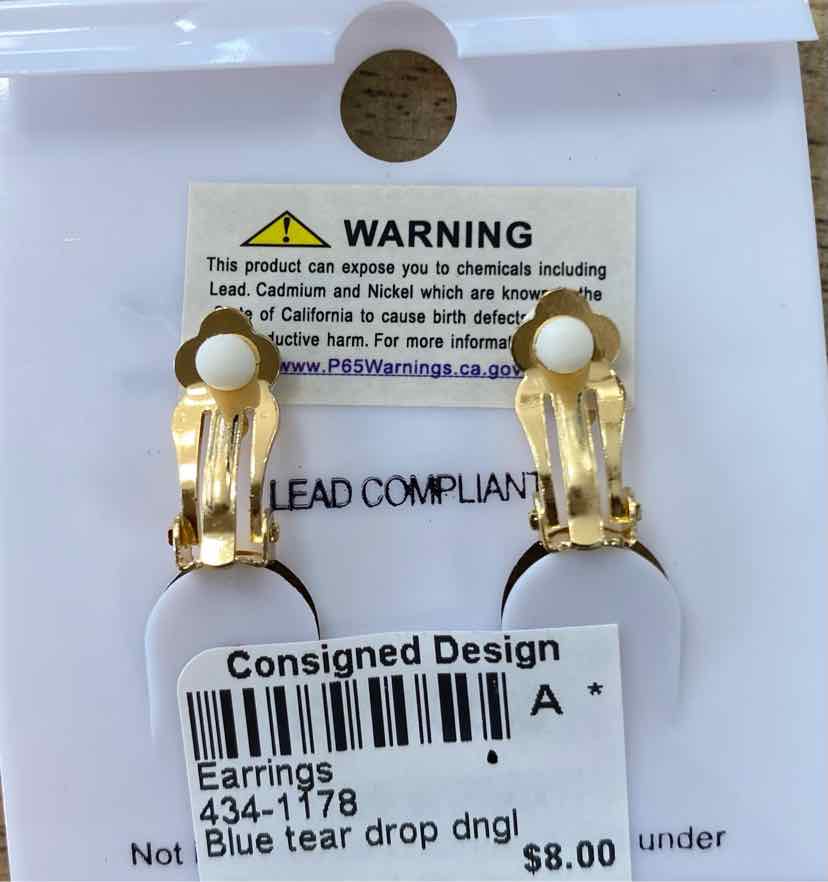 WARNING
This product can expose you to chemicals including
Lead. Cadmium and Nickel which are known the
of California to cause birth defects
For more
www.P65Warnings.ca.gov
LEAD COMPLIANT
Consigned Design
A *
Earrings
434-1178
Blue tear drop dngl
$8.00
Not under